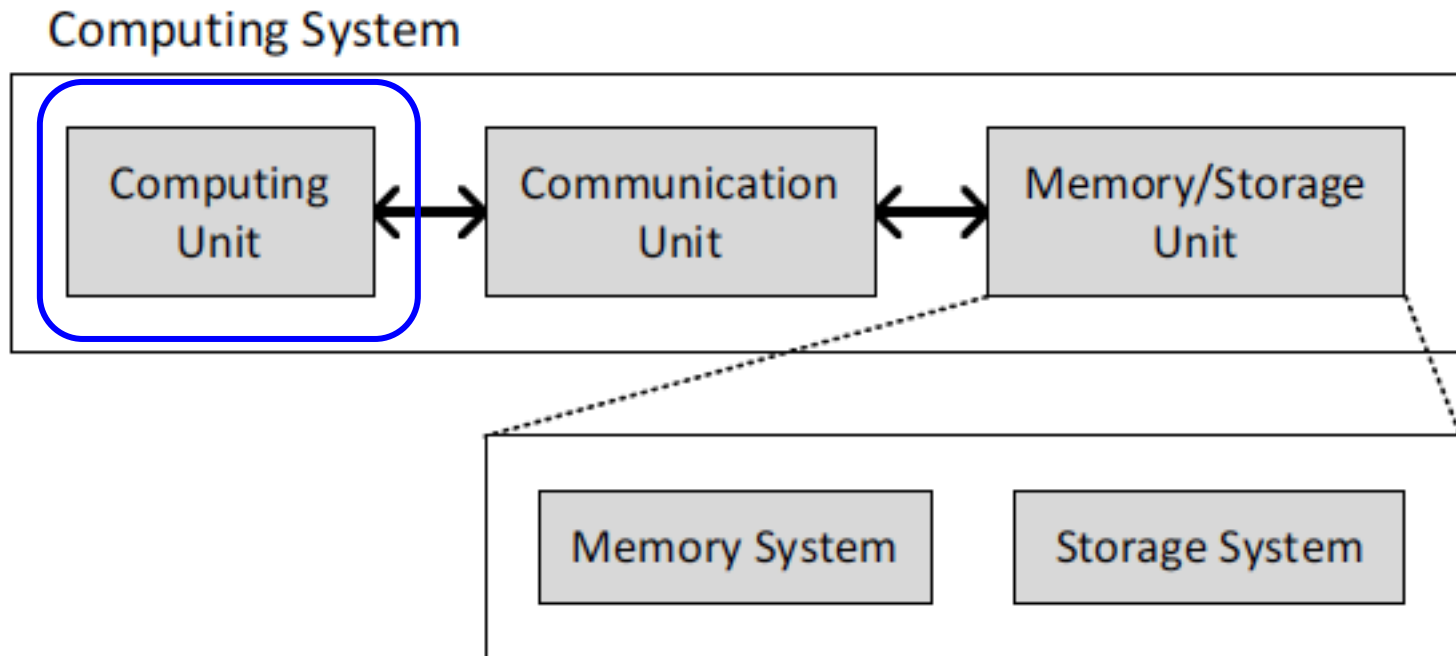 Computing System
Computing
Unit
Communication
Unit
Memory/Storage
Unit
Memory System
Storage System